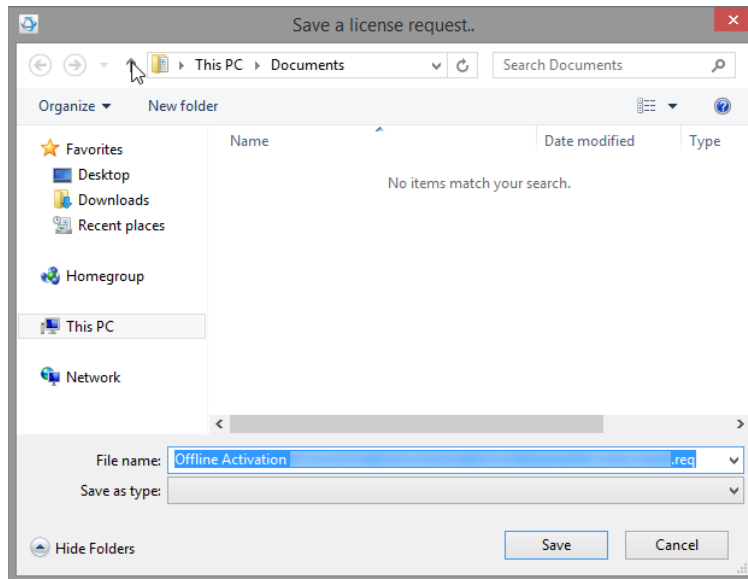 Save a license request..
This PC Documents Search Documents
Organize New folder
Name Date modified Type
No items match your search.
Favorites
Desktop
Downloads
Recent places
Homegroup
This PC
Network
File name: Offline Activation .req
Save as type:
Hide Folders Save Cancel